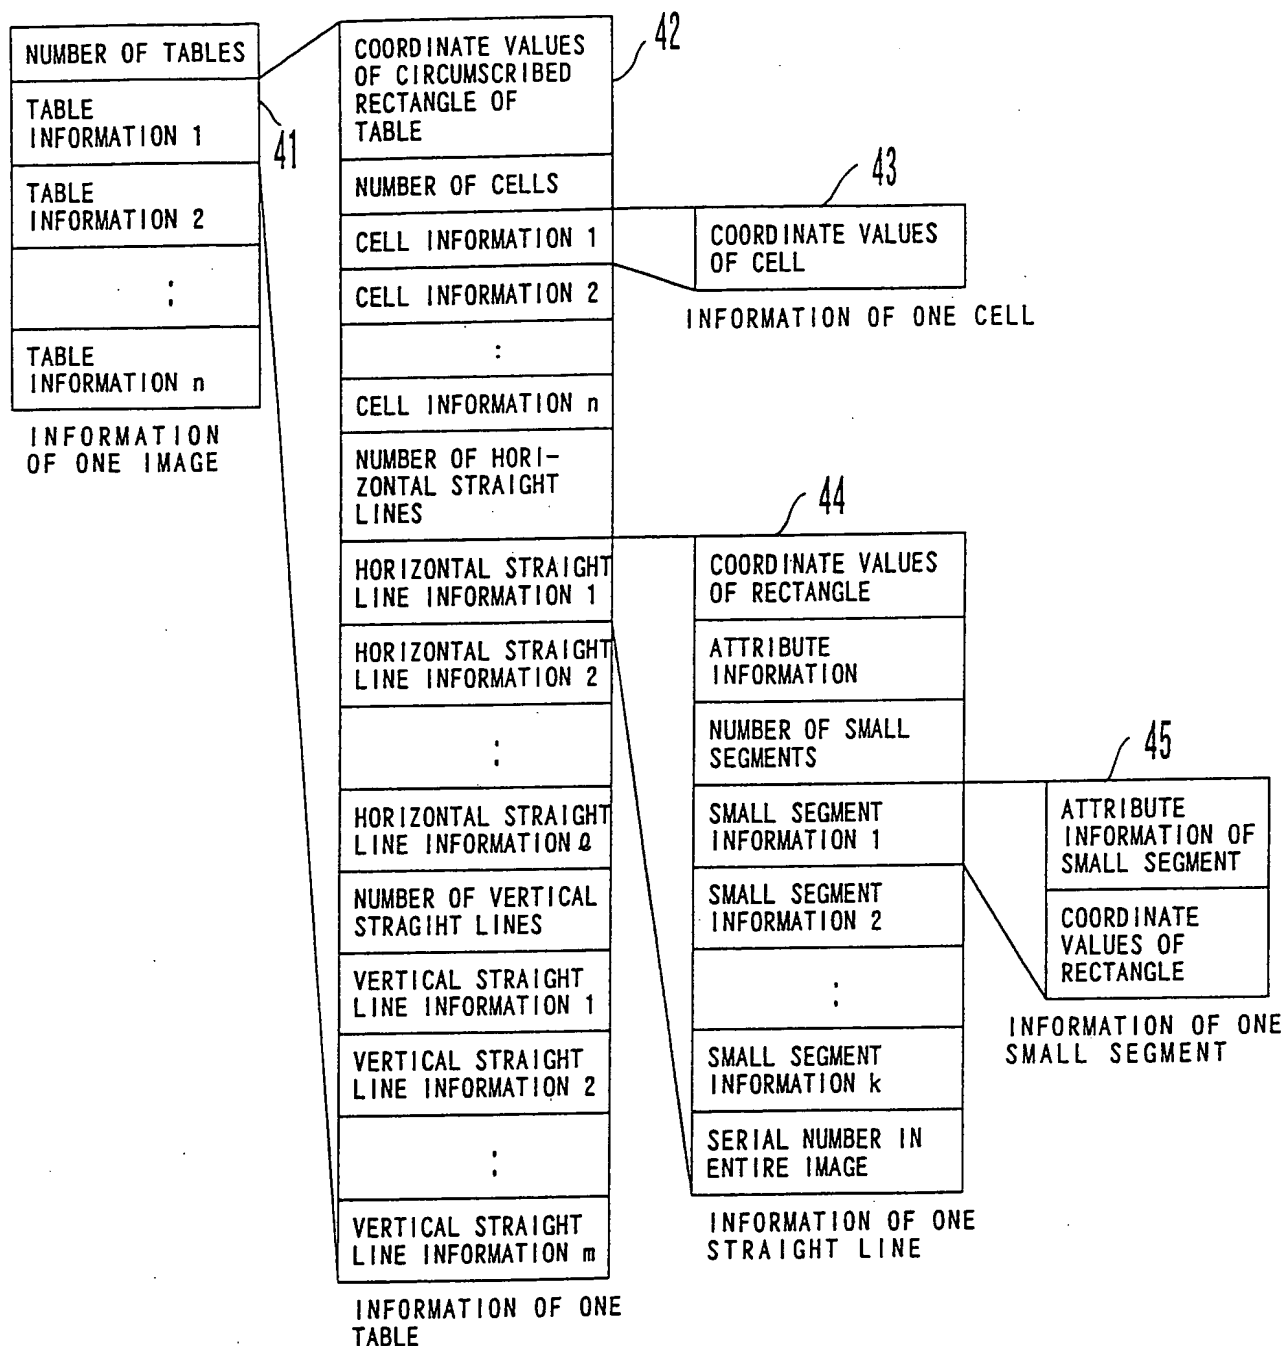 NUMBER OF TABLES
TABLE
INFORMATION 1
TABLE
INFORMATION 2
:
TABLE
INFORMATION n
INFORMATION
OF ONE IMAGE
41
COORDINATE VALUES
OF CIRCUMSCRIBED
RECTANGLE OF
TABLE
NUMBER OF CELLS
CELL INFORMATION 1
CELL INFORMATION 2
:
CELL INFORMATION n
NUMBER OF HORI-
ZONTAL STRAIGHT
LINES
HORIZONTAL STRAIGHT
LINE INFORMATION 1
HORIZONTAL STRAIGHT
LINE INFORMATION 2
:
HORIZONTAL STRAIGHT
LINE INFORMATION ℓ
NUMBER OF VERTICAL
STRAGIHT LINES
VERTICAL STRAIGHT
LINE INFORMATION 1
VERTICAL STRAIGHT
LINE INFORMATION 2
:
VERTICAL STRAIGHT
LINE INFORMATION m
INFORMATION OF ONE
TABLE
42
43
COORDINATE VALUES
OF CELL
INFORMATION OF ONE CELL
44
COORDINATE VALUES
OF RECTANGLE
ATTRIBUTE
INFORMATION
NUMBER OF SMALL
SEGMENTS
SMALL SEGMENT
INFORMATION 1
SMALL SEGMENT
INFORMATION 2
:
SMALL SEGMENT
INFORMATION k
SERIAL NUMBER IN
ENTIRE IMAGE
INFORMATION OF ONE
STRAIGHT LINE
45
ATTRIBUTE
INFORMATION OF
SMALL SEGMENT
COORDINATE
VALUES OF
RECTANGLE
INFORMATION OF ONE
SMALL SEGMENT